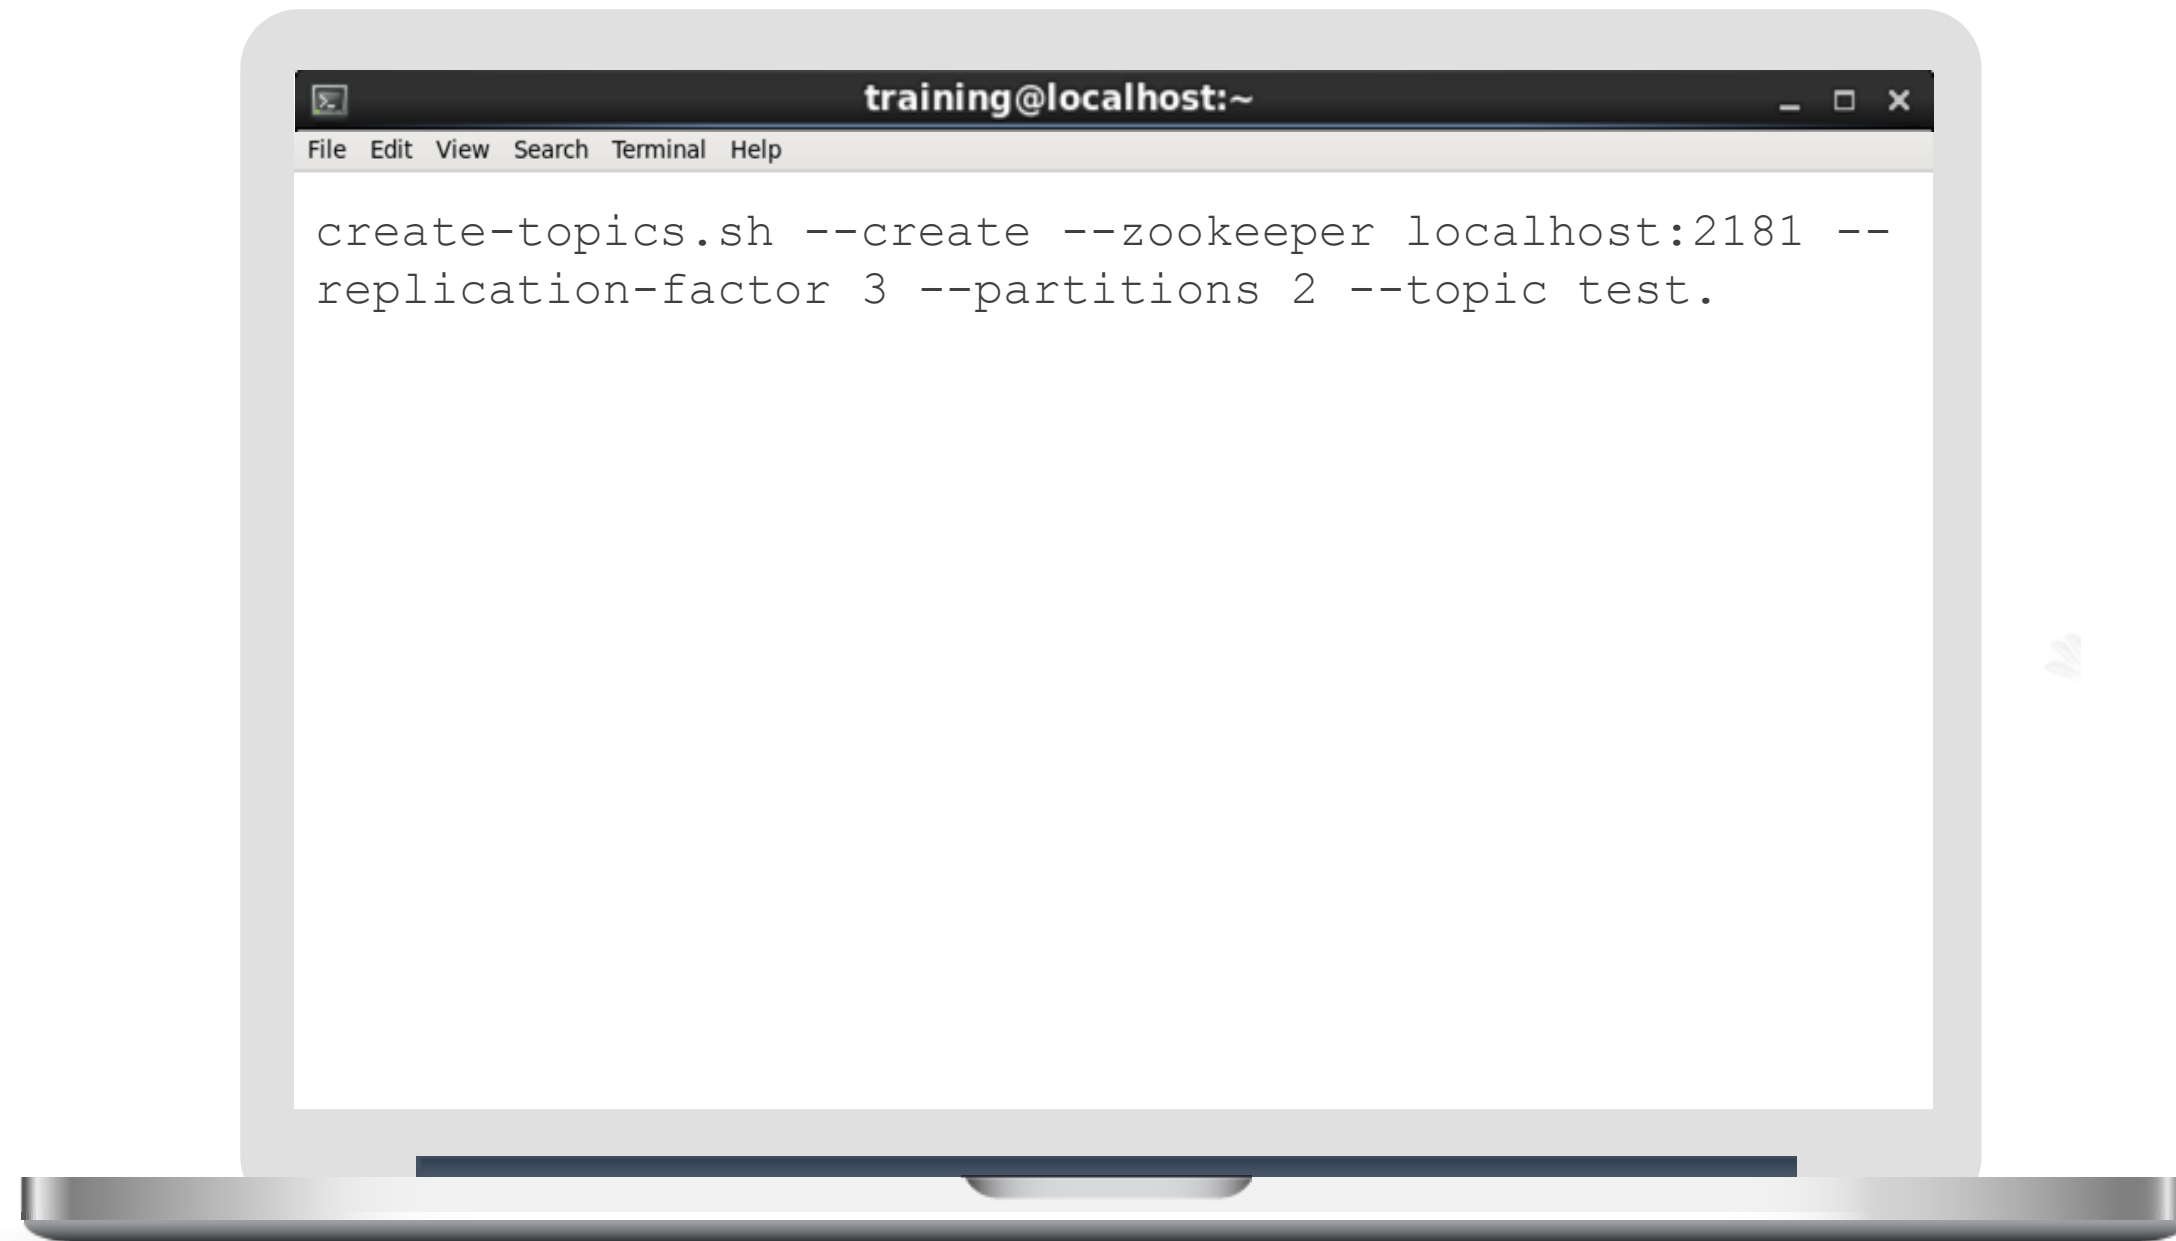 training@localhost:~
File Edit View Search Terminal Help
create-topics.sh --create --zookeeper localhost:2181 --
replication-factor 3 --partitions 2 --topic test.